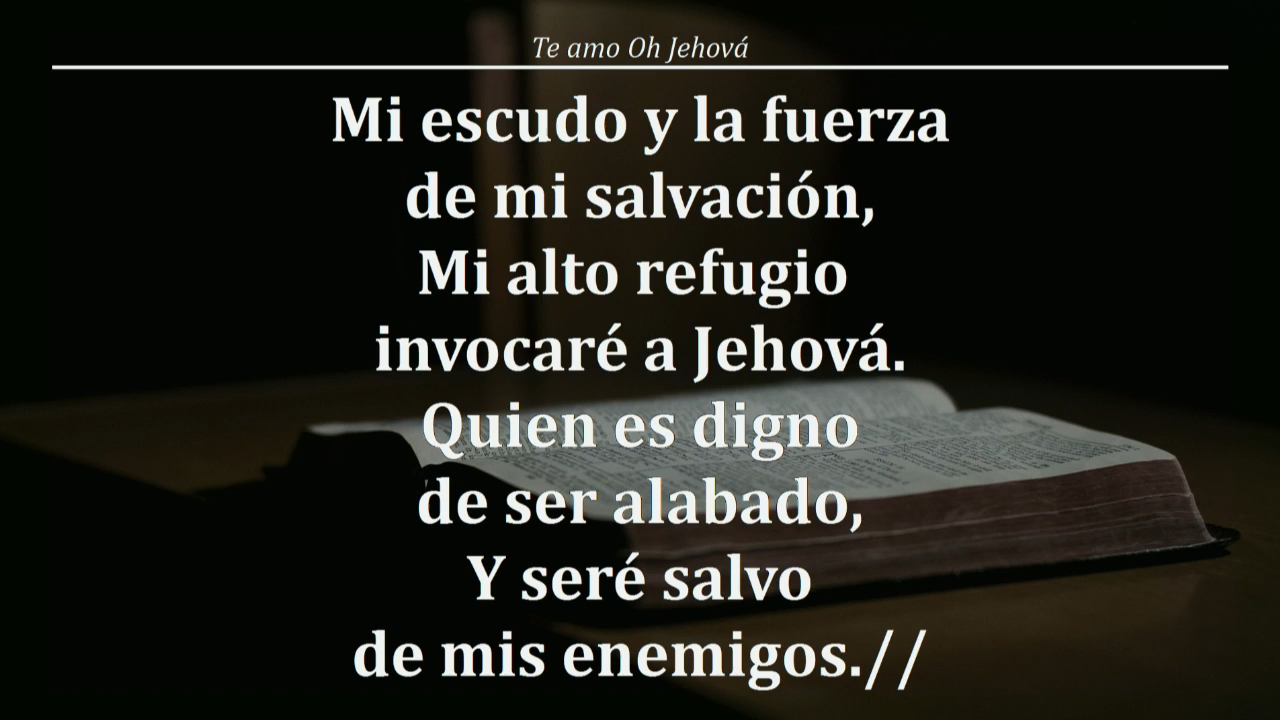 Te amo Oh Jehová
Mi escudo y la fuerza
de mi salvación,
Mi alto refugio
invocaré a Jehová.
Quien es digno
de ser alabado,
Y seré salvo
de mis enemigos.//